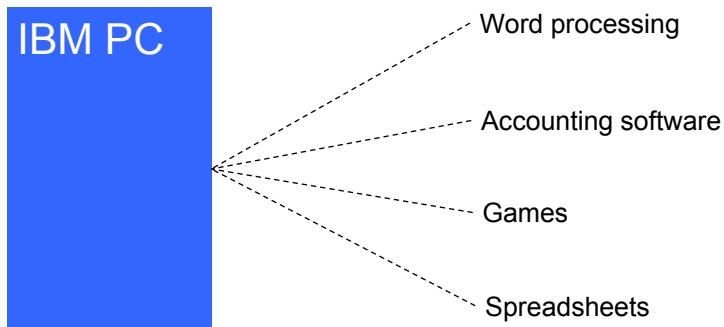 IBM PC
Word processing
Accounting software
Games
Spreadsheets